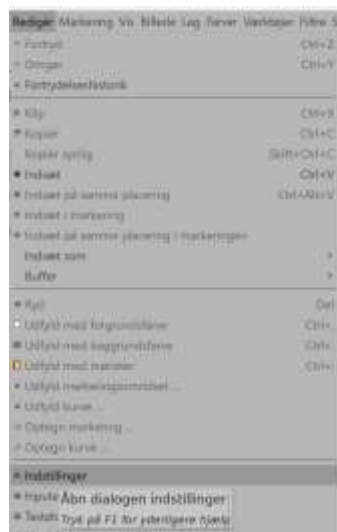 Rediger Markering Vis Billede Lag Farver Værktøjer Filtre
Fortryd Ctrl+Z
Omgør Ctrl+Y
Fortrydelseshistorik
Klip Ctrl+X
Kopier Ctrl+C
Kopier synlig Skift+Ctrl+C
Indsæt Ctrl+V
Indsæt på samme placering Ctrl+Alt+V
Indsæt i markering
Indsæt på samme placering i markeringen
Indsæt som
Buffer
Ryd Del
Udfyld med forgrundsfarve Ctrl+,
Udfyld med baggrundsfarve Ctrl+.
Udfyld med mønster Ctrl+;
Udfyld markeringsomridset ...
Udfyld kurve ...
Optegn markering ...
Optegn kurve ...
Indstillinger
Åbn dialogen indstillinger
Tryk på F1 for yderligere hjælp